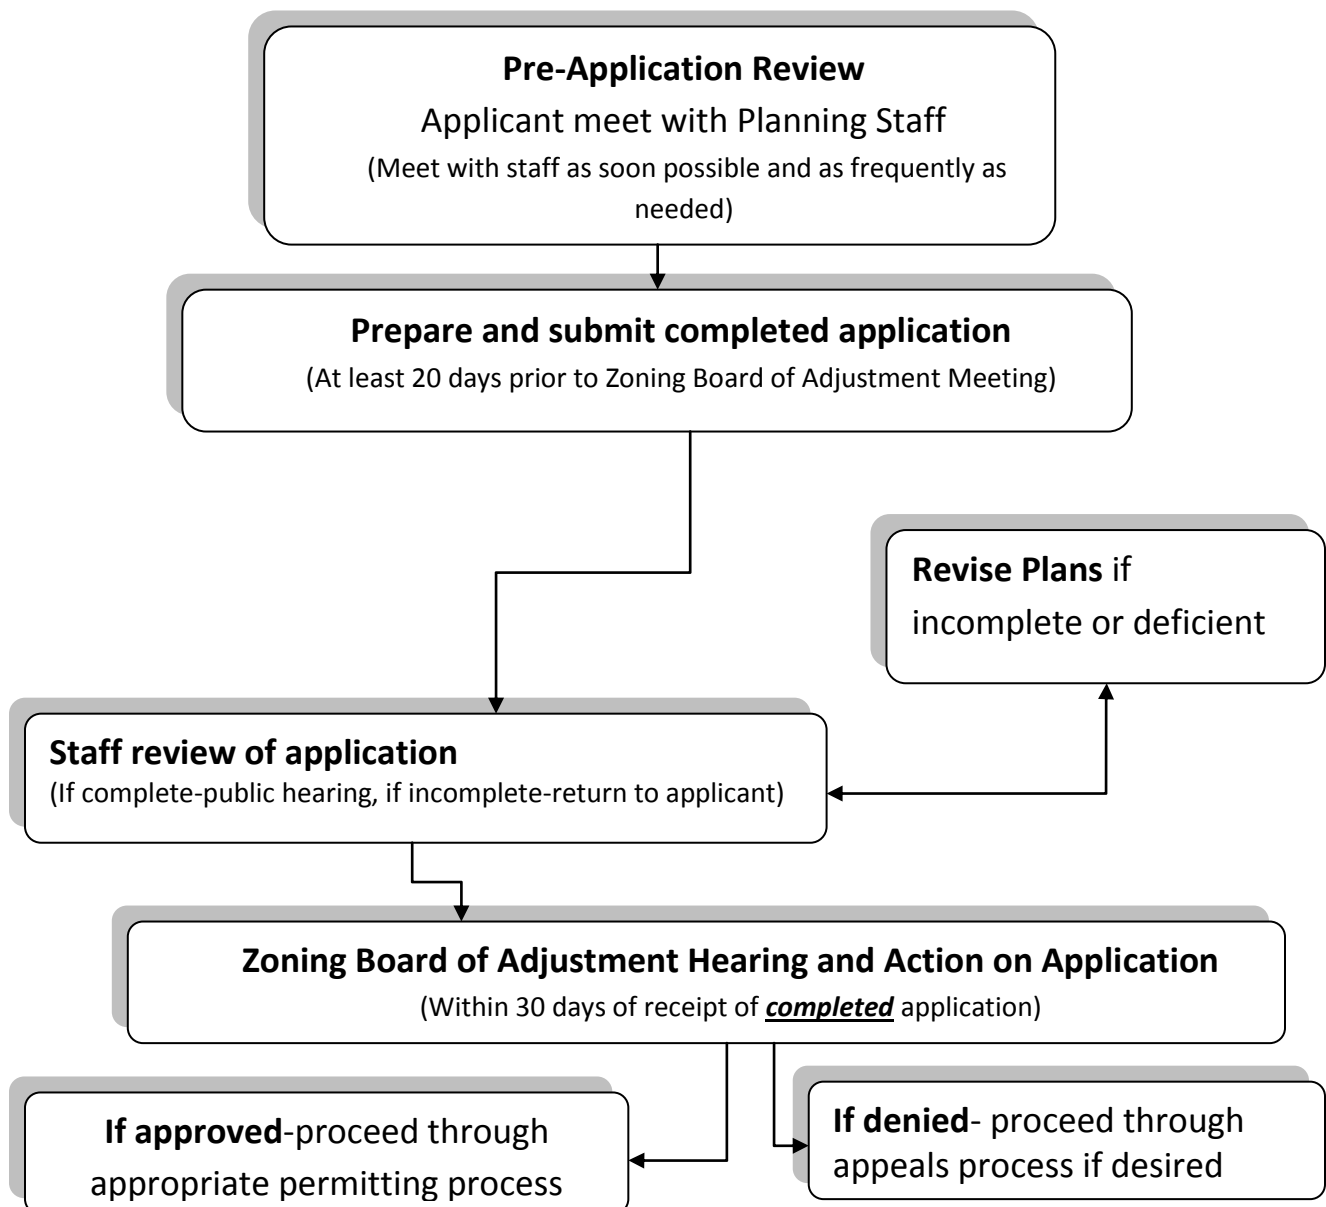 Pre-Application Review
Applicant meet with Planning Staff
(Meet with staff as soon possible and as frequently as
needed)
Prepare and submit completed application
(At least 20 days prior to Zoning Board of Adjustment Meeting)
Revise Plans if
incomplete or deficient
Staff review of application
(If complete-public hearing, if incomplete-return to applicant)
Zoning Board of Adjustment Hearing and Action on Application
(Within 30 days of receipt of completed application)
If approved-proceed through
appropriate permitting process
If denied- proceed through
appeals process if desired